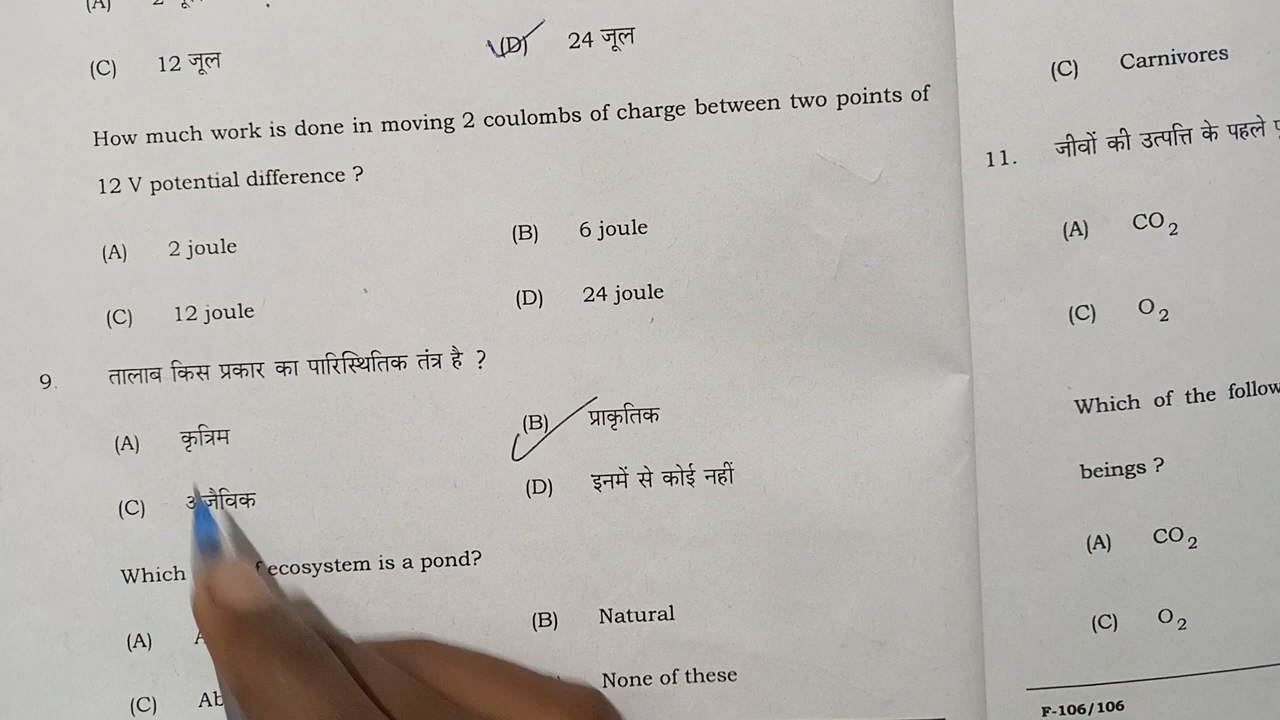 (A) 2
(C) 12 जूल (D) 24 जूल
How much work is done in moving 2 coulombs of charge between two points of
12 V potential difference ?
(A) 2 joule (B) 6 joule
(C) 12 joule (D) 24 joule
9. तालाब किस प्रकार का पारिस्थितिक तंत्र है ?
(A) कृत्रिम (B) प्राकृतिक
(C) अजैविक (D) इनमें से कोई नहीं
Which ecosystem is a pond?
(A) (B) Natural
(C) None of these
(C) Carnivores
11. जीवों की उत्पत्ति के पहले
(A) CO2
(C) O2
Which of the
beings ?
(A) CO2
(C) O2
F-106/106